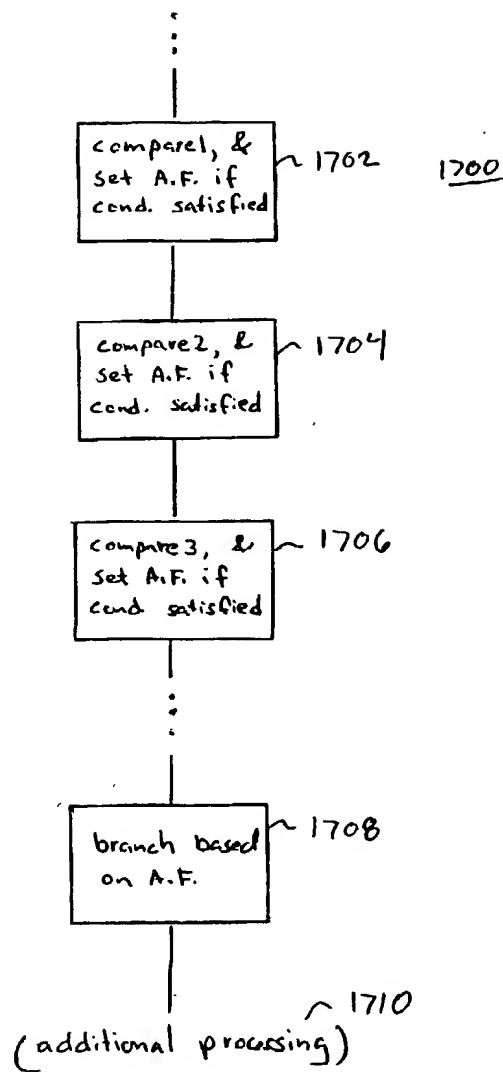 compare1, &
set A.F. if
cond. satisfied
1702
1700
compare2, &
set A.F. if
cond. satisfied
1704
compare3, &
set A.F. if
cond. satisfied
1706
branch based
on A.F.
1708
1710
(additional processing)